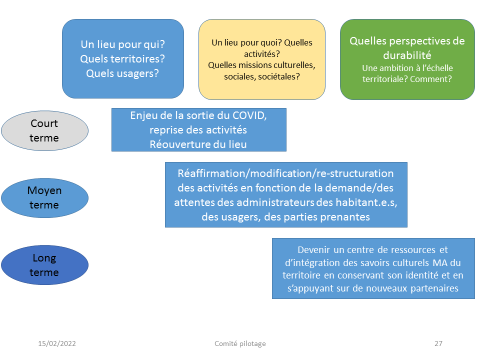 Un lieu pour qui?
Quels territoires?
Quels usagers?
Un lieu pour quoi? Quelles
activités?
Quelles missions culturelles,
sociales, sociétales?
Quelles perspectives de
durabilité
Une ambition à l'échelle
territoriale? Comment?
Court
terme
Enjeu de la sortie du COVID,
reprise des activités
Réouverture du lieu
Moyen
terme
Réaffirmation/modification/re-structuration
des activités en fonction de la demande/des
attentes des administrateurs des habitant.e.s,
des usagers, des parties prenantes
Long
terme
Devenir un centre de ressources et
d'intégration des savoirs culturels MA du
territoire en conservant son identité et en
s'appuyant sur de nouveaux partenaires
15/02/2022
Comité pilotage
27